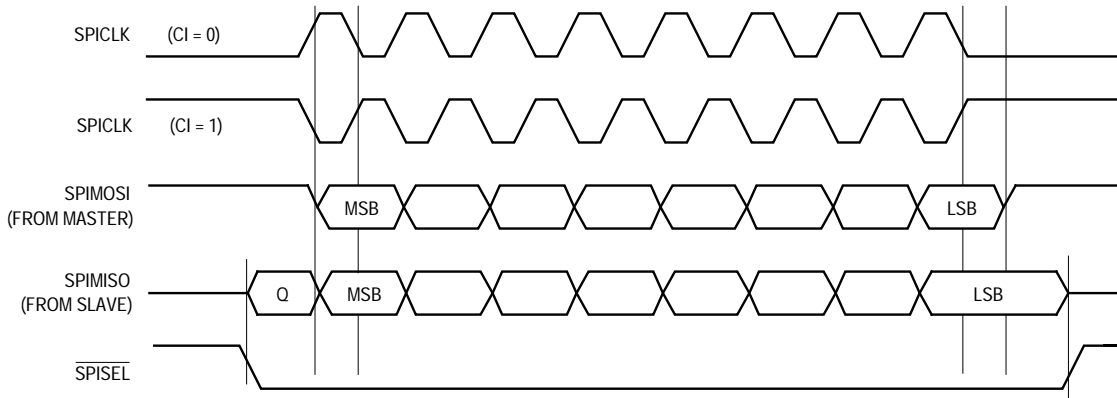 SPICLK (CI = 0)
SPICLK (CI = 1)
SPIMOSI
(FROM MASTER)
MSB LSB
SPIMISO
(FROM SLAVE)
Q MSB LSB
SPISEL